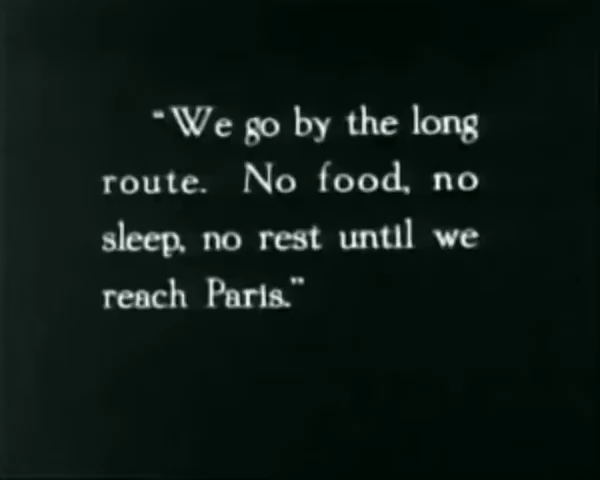 "We go by the long
route. No food, no
sleep, no rest until we
reach Paris."